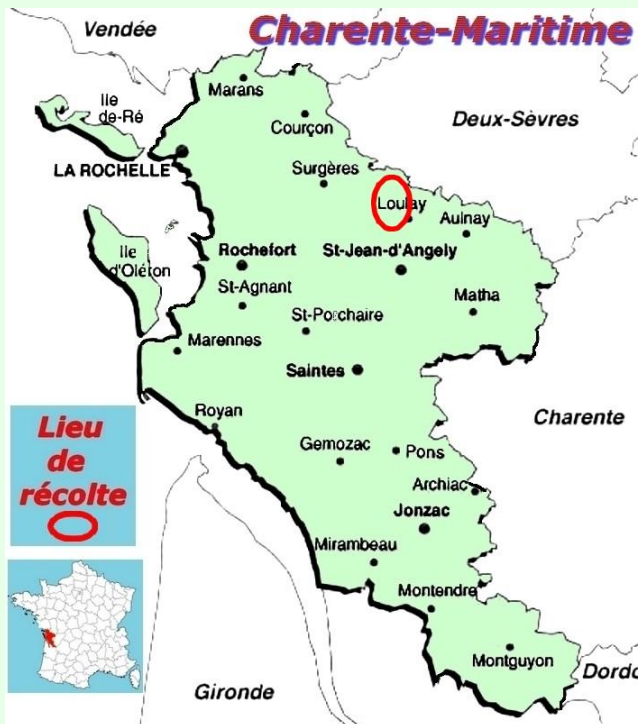 Vendée
Charente-Maritime
Ile
de-Ré
Marans
Courçon
Deux-Sèvres
LA ROCHELLE
Surgères
Loulay
Aulnay
Ile
d'Oléron
Rochefort
St-Jean-d'Angely
St-Agnant
Matha
St-Porchaire
Marennes
Saintes
Royan
Charente
Lieu
de
récolte
Gemozac
Pons
Archiac
Jonzac
Mirambeau
Montendre
Montguyon
Gironde
Dordo